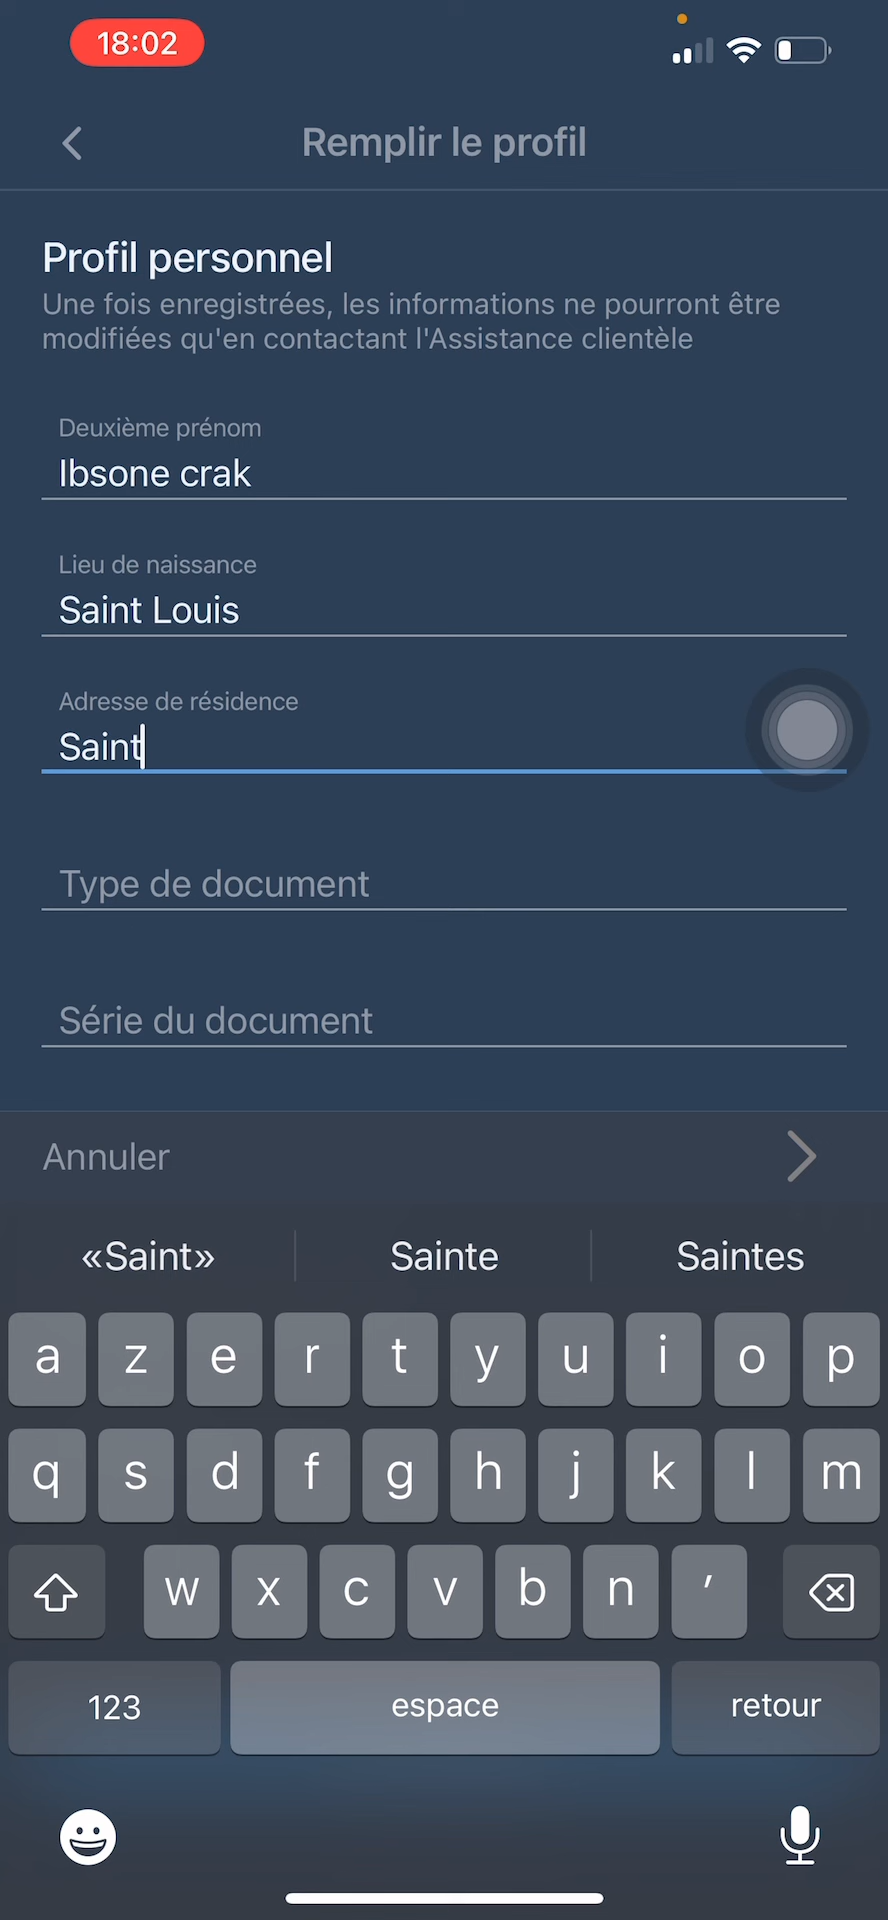 18:02
Remplir le profil
Profil personnel
Une fois enregistrées, les informations ne pourront être
modifiées qu'en contactant l'Assistance clientèle
Deuxième prénom
Ibsone crak
Lieu de naissance
Saint Louis
Adresse de résidence
Saint
Type de document
Série du document
Annuler
«Saint» Sainte Saintes
a z e r t y u i o p
q s d f g h j k l m
w x c v b n ′
123 espace retour